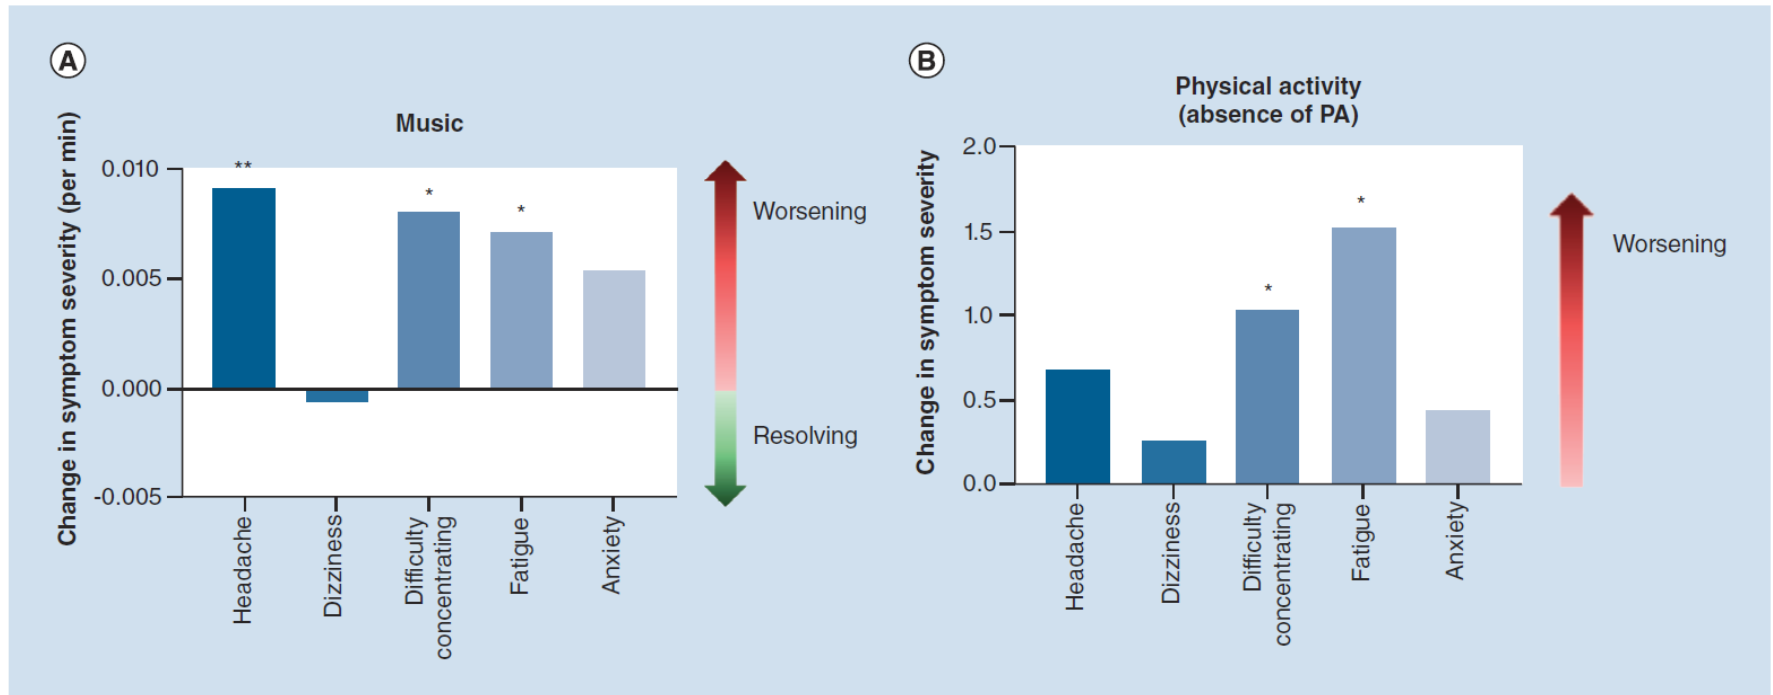 A
Music
Change in symptom severity (per min)
0.010
0.005
0.000
-0.005
**
*
*
Headache
Dizziness
Difficulty
concentrating
Fatigue
Anxiety
Worsening
Resolving
B
Physical activity
(absence of PA)
Change in symptom severity
2.0
1.5
1.0
0.5
0.0
*
*
Headache
Dizziness
Difficulty
concentrating
Fatigue
Anxiety
Worsening